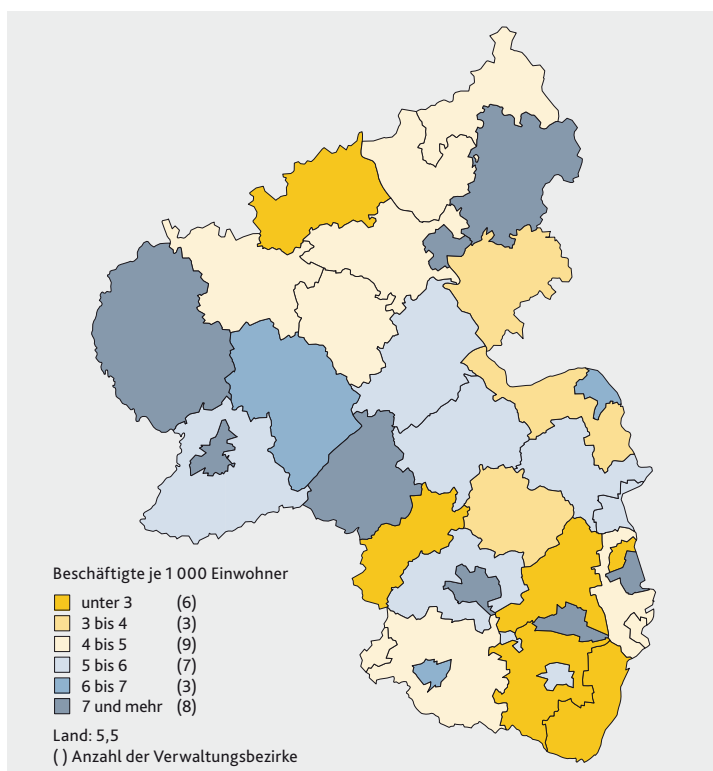 Beschäftigte je 1 000 Einwohner
unter 3 (6)
3 bis 4 (3)
4 bis 5 (9)
5 bis 6 (7)
6 bis 7 (3)
7 und mehr (8)
Land: 5,5
( ) Anzahl der Verwaltungsbezirke